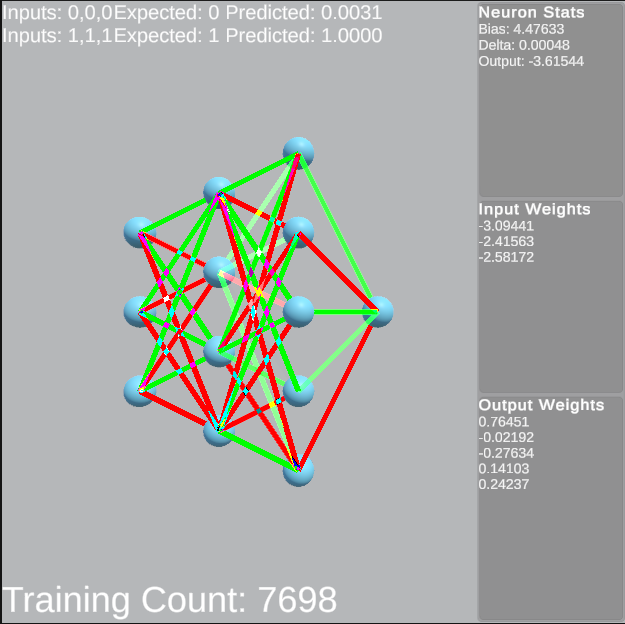 Inputs: 0,0,0Expected: 0 Predicted: 0.0031
Inputs: 1,1,1Expected: 1 Predicted: 1.0000
Neuron Stats
Bias: 4.47633
Delta: 0.00048
Output: -3.61544
Input Weights
-3.09441
-2.41563
-2.58172
Output Weights
0.76451
-0.02192
-0.27634
0.14103
0.24237
Training Count: 7698